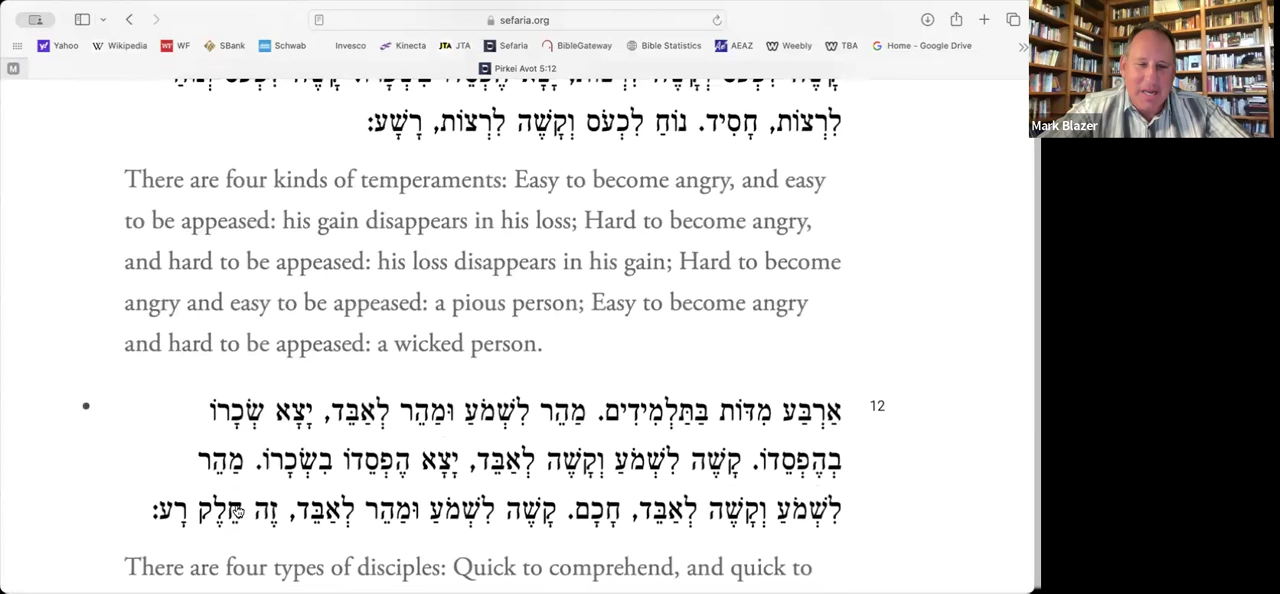 sefaria.org
Yahoo Wikipedia WF SBank Schwab Invesco Kinecta JTA JTA Sefaria BibleGateway Bible Statistics AEAZ Weebly TBA Home - Google Drive
Pirkei Avot 5:12
Mark Blazer
לִרְצוֹת, חָסִיד. נוֹחַ לִכְעֹס וְקָשֶׁה לִרְצוֹת, רָשָׁע:
There are four kinds of temperaments: Easy to become angry, and easy
to be appeased: his gain disappears in his loss; Hard to become angry,
and hard to be appeased: his loss disappears in his gain; Hard to become
angry and easy to be appeased: a pious person; Easy to become angry
and hard to be appeased: a wicked person.
12 אַרְבַּע מִדּוֹת בַּתַּלְמִידִים. מַהֵר לִשְׁמֹעַ וּמַהֵר לְאַבֵּד, יָצָא שְׂכָרוֹ
בְהֶפְסֵדוֹ. קָשֶׁה לִשְׁמֹעַ וְקָשֶׁה לְאַבֵּד, יָצָא הֶפְסֵדוֹ בִשְׂכָרוֹ. מַהֵר
לִשְׁמֹעַ וְקָשֶׁה לְאַבֵּד, חָכָם. קָשֶׁה לִשְׁמֹעַ וּמַהֵר לְאַבֵּד, זֶה חֵלֶק רָע:
There are four types of disciples: Quick to comprehend, and quick to